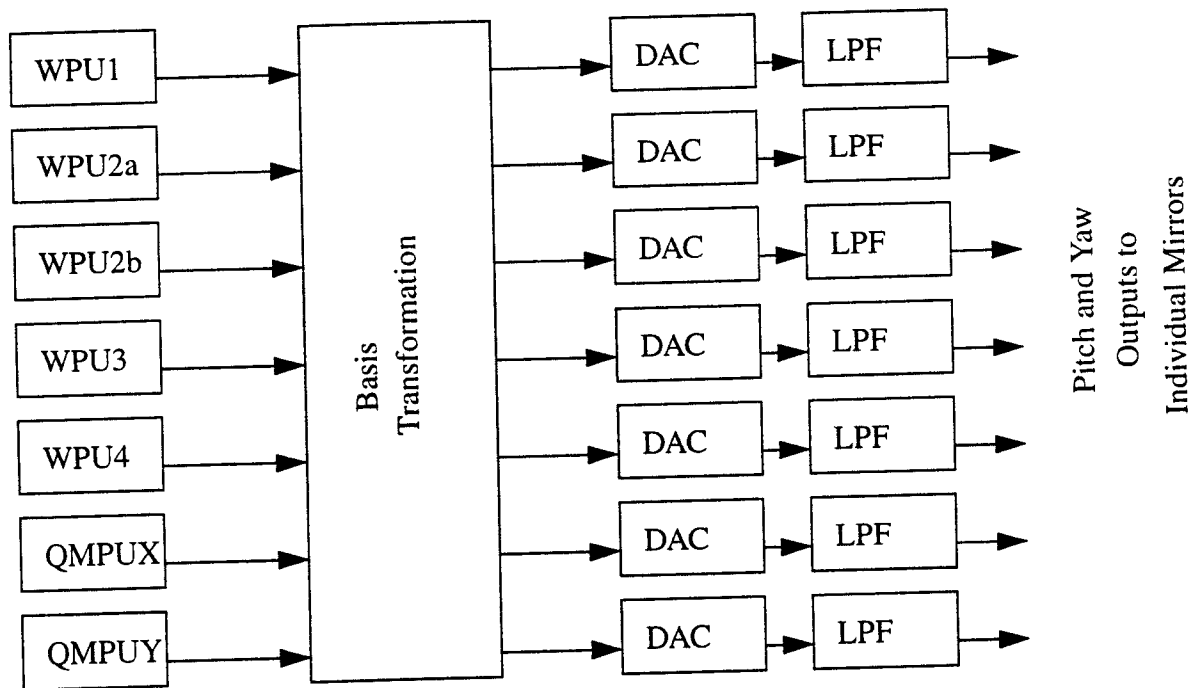 WPU1
WPU2a
WPU2b
WPU3
WPU4
QMPUX
QMPUY
Basis
Transformation
DAC
LPF
DAC
LPF
DAC
LPF
DAC
LPF
DAC
LPF
DAC
LPF
DAC
LPF
Pitch and Yaw
Outputs to
Individual Mirrors